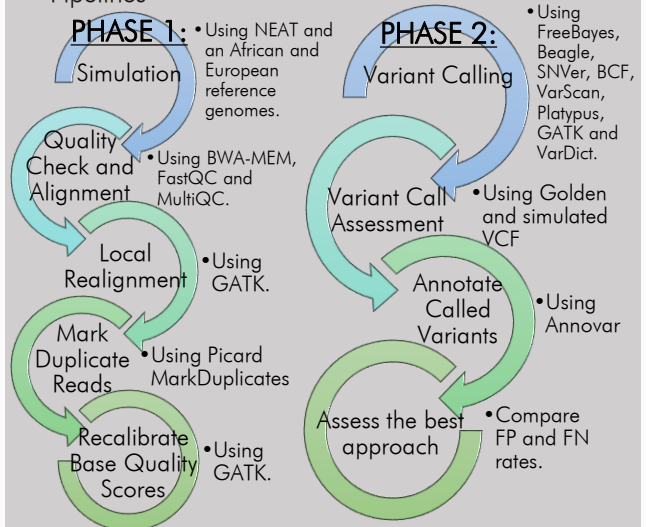 Pipelines
PHASE 1:
Simulation
•Using NEAT and
an African and
European
reference
genomes.
Quality
Check and
Alignment
•Using BWA-MEM,
FastQC and
MultiQC.
Local
Realignment
•Using
GATK.
Mark
Duplicate
Reads
•Using Picard
MarkDuplicates
Recalibrate
Base Quality
Scores
•Using
GATK.
PHASE 2:
Variant Calling
•Using
FreeBayes,
Beagle,
SNVer, BCF,
VarScan,
Platypus,
GATK and
VarDict.
Variant Call
Assessment
•Using Golden
and simulated
VCF
Annotate
Called
Variants
•Using
Annovar
Assess the best
approach
•Compare
FP and FN
rates.